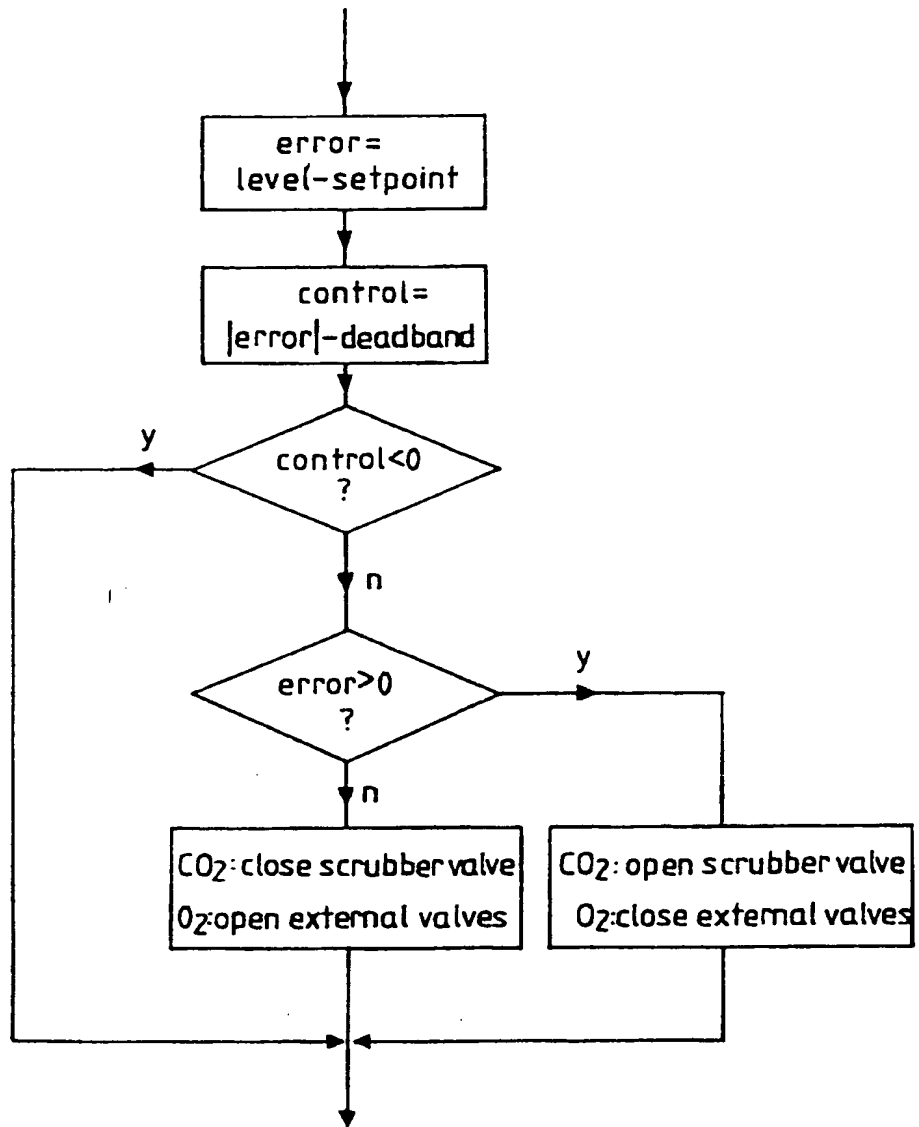 error=
level-setpoint
control=
|error|-deadband
y
control<0
?
n
error>0
?
y
n
CO₂:close scrubber valve
O₂:open external valves
CO₂:open scrubber valve
O₂:close external valves